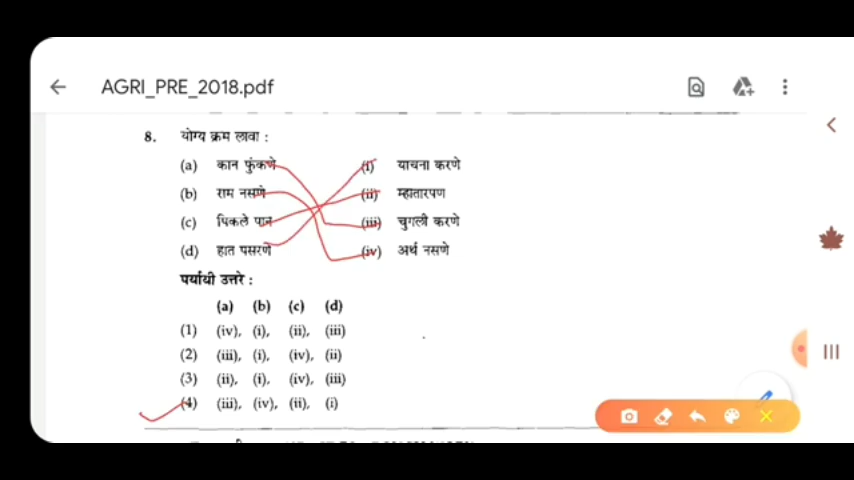 AGRI_PRE_2018.pdf
8. योग्य क्रम लावा :
(a) कान फुंकणे (i) याचना करणे
(b) राम नसणे (ii) म्हातारपण
(c) पिकले पान (iii) चुगली करणे
(d) हात पसरणे (iv) अर्थ नसणे
पर्यायी उत्तरे :
(a) (b) (c) (d)
(1) (iv), (i), (ii), (iii)
(2) (iii), (i), (iv), (ii)
(3) (ii), (i), (iv), (iii)
(4) (iii), (iv), (ii), (i)